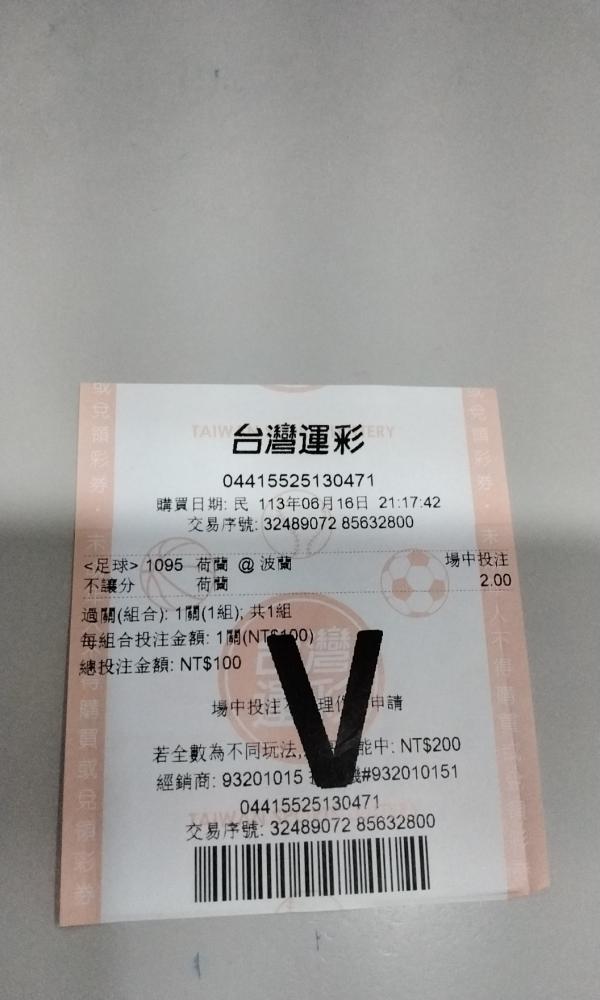 台灣運彩
04415525130471
購買日期: 民 113年06月16日 21:17:42
交易序號: 32489072 85632800
<足球> 1095 荷蘭 @ 波蘭 場中投注
不讓分 荷蘭 2.00
過關(組合): 1關(1組); 共1組
每組合投注金額: 1關(NT$100)
總投注金額: NT$100
場中投注 理 申請
V
若全數為不同玩法, 能中: NT$200
經銷商: 93201015 #932010151
04415525130471
交易序號: 32489072 85632800